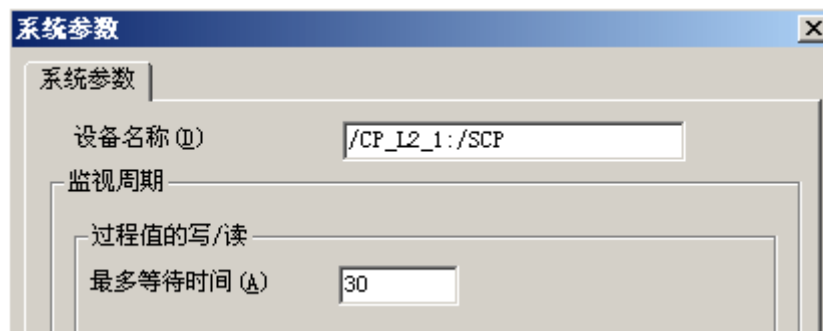 系统参数
系统参数
设备名称(D) /CP_L2_1:/SCP
监视周期
过程值的写/读
最多等待时间(A) 30